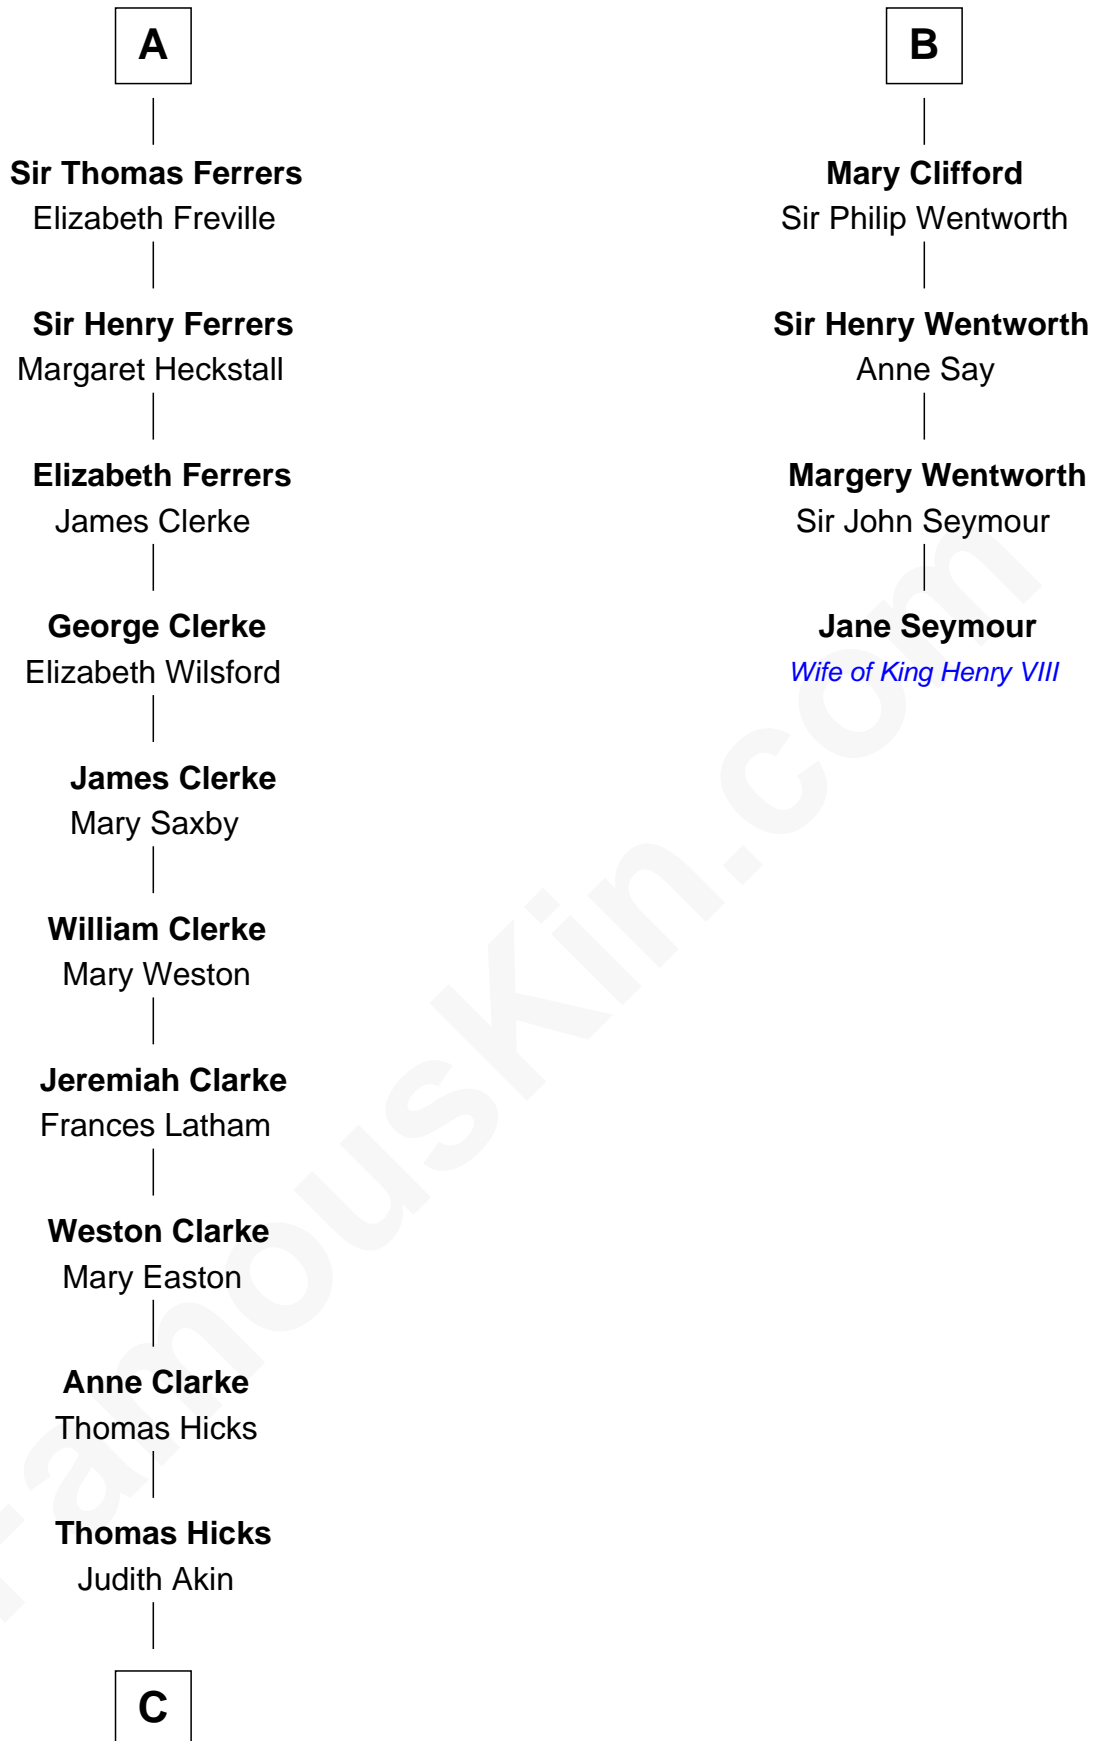 A
Sir Thomas Ferrers
Elizabeth Freville
Sir Henry Ferrers
Margaret Heckstall
Elizabeth Ferrers
James Clerke
George Clerke
Elizabeth Wilsford
James Clerke
Mary Saxby
William Clerke
Mary Weston
Jeremiah Clarke
Frances Latham
Weston Clarke
Mary Easton
Anne Clarke
Thomas Hicks
Thomas Hicks
Judith Akin
C
B
Mary Clifford
Sir Philip Wentworth
Sir Henry Wentworth
Anne Say
Margery Wentworth
Sir John Seymour
Jane Seymour
Wife of King Henry VIII
FamousKin.com